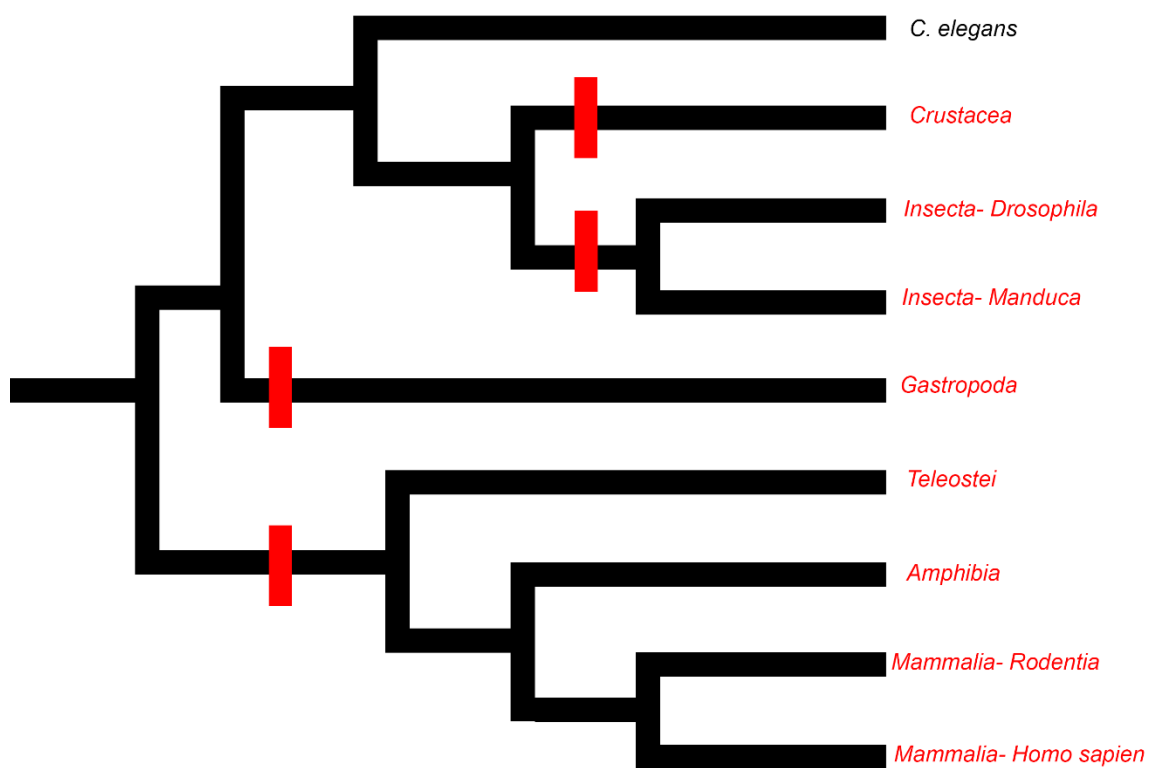 C. elegans
Crustacea
Insecta- Drosophila
Insecta- Manduca
Gastropoda
Teleostei
Amphibia
Mammalia- Rodentia
Mammalia- Homo sapien